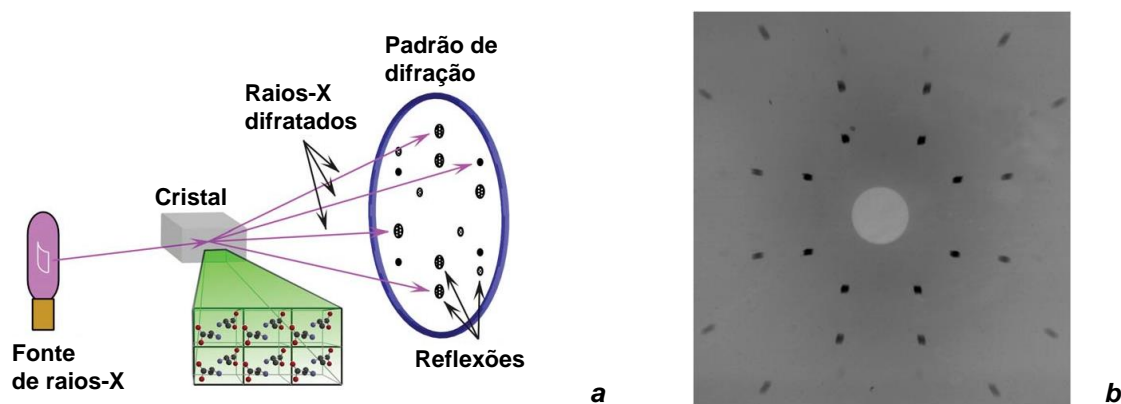 Padrão de
difração
Raios-X
difratados
Cristal
Fonte
de raios-X
Reflexões
a
b